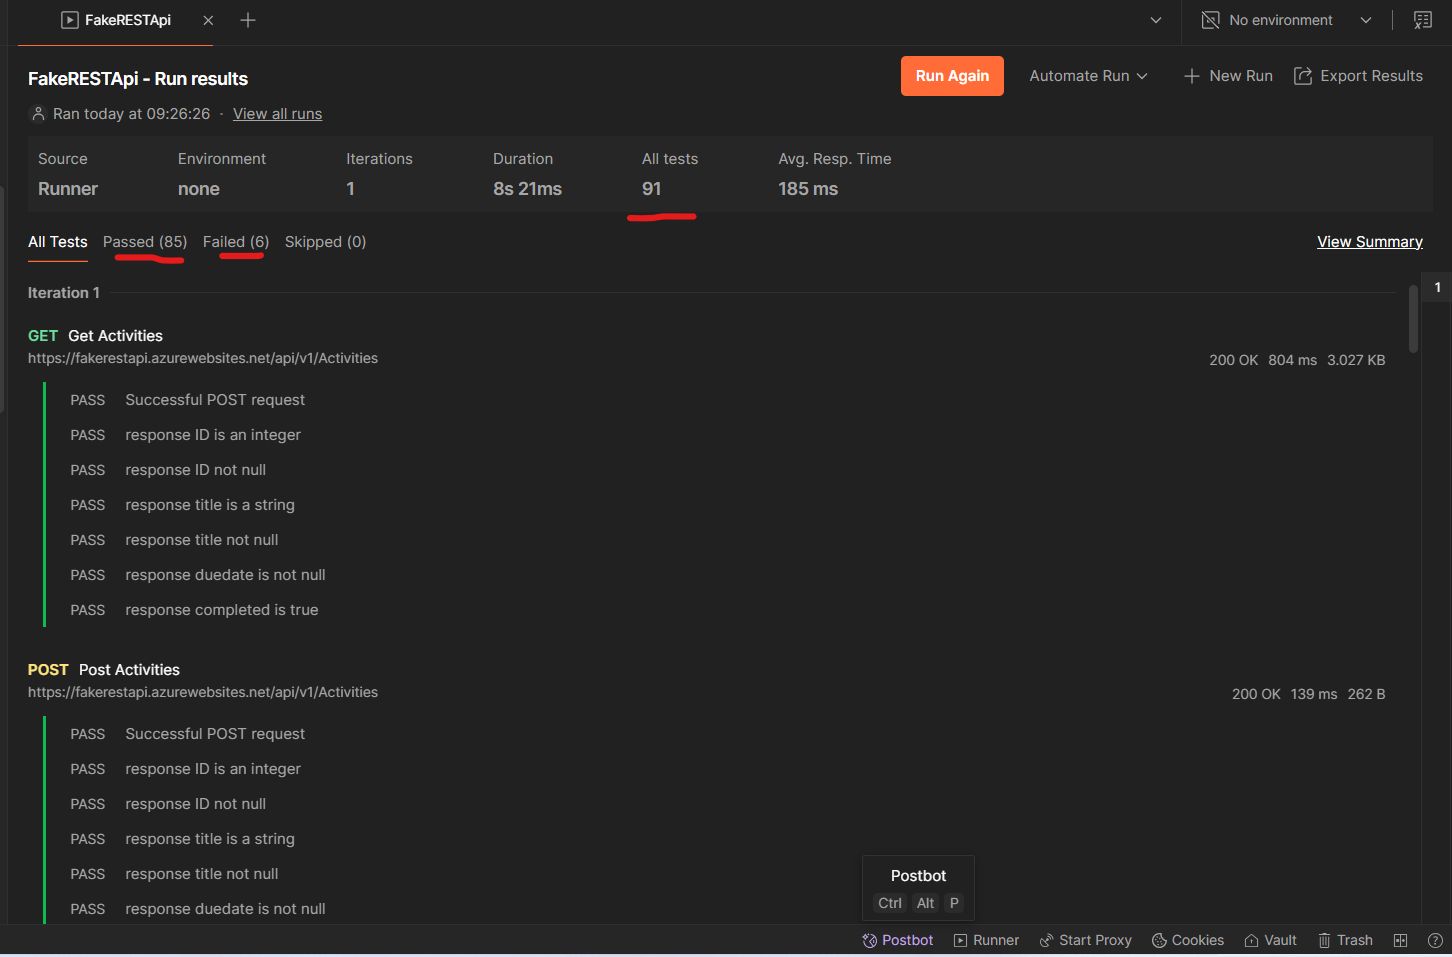 FakeRESTApi
No environment
FakeRESTApi - Run results
Run Again
Automate Run
New Run
Export Results
Ran today at 09:26:26 · View all runs
Source Environment Iterations Duration All tests Avg. Resp. Time
Runner none 1 8s 21ms 91 185 ms
All Tests Passed (85) Failed (6) Skipped (0) View Summary
Iteration 1
1
GET Get Activities
https://fakerestapi.azurewebsites.net/api/v1/Activities
200 OK 804 ms 3.027 KB
PASS Successful POST request
PASS response ID is an integer
PASS response ID not null
PASS response title is a string
PASS response title not null
PASS response duedate is not null
PASS response completed is true
POST Post Activities
https://fakerestapi.azurewebsites.net/api/v1/Activities
200 OK 139 ms 262 B
PASS Successful POST request
PASS response ID is an integer
PASS response ID not null
PASS response title is a string
PASS response title not null
PASS response duedate is not null
Postbot
Ctrl Alt P
Postbot Runner Start Proxy Cookies Vault Trash